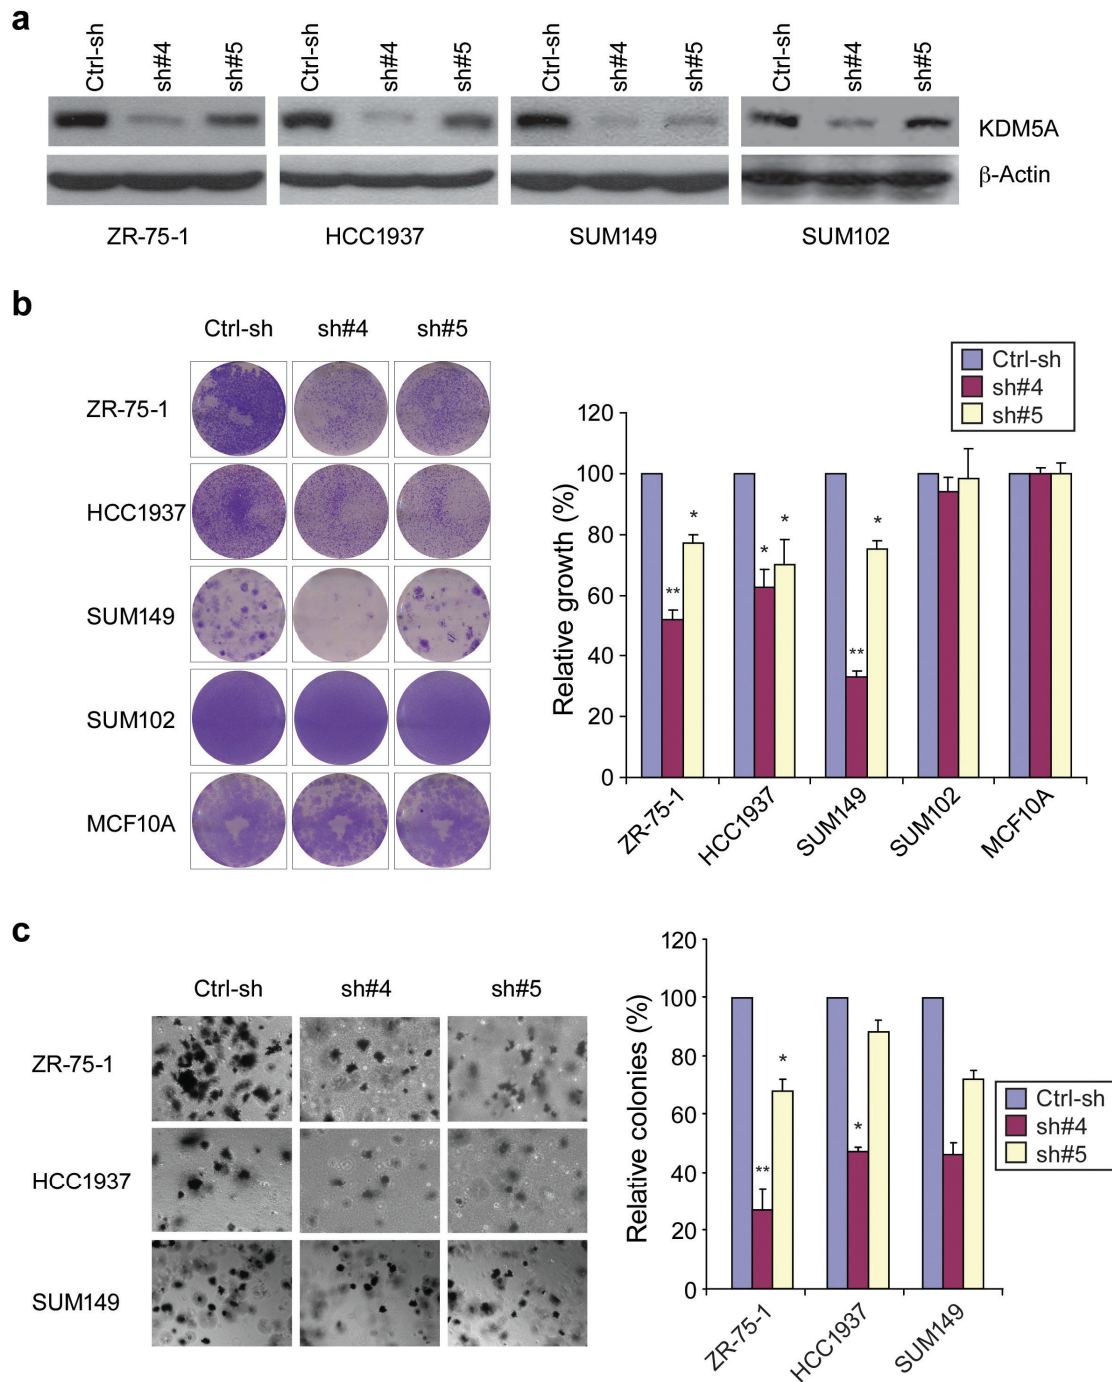 a
Ctrl-sh sh#4 sh#5 Ctrl-sh sh#4 sh#5 Ctrl-sh sh#4 sh#5 Ctrl-sh sh#4 sh#5
KDM5A
β-Actin
ZR-75-1 HCC1937 SUM149 SUM102
b
Ctrl-sh sh#4 sh#5
ZR-75-1
HCC1937
SUM149
SUM102
MCF10A
Ctrl-sh
sh#4
sh#5
Relative growth (%)
120
100
80
60
40
20
0
** * * * ** *
ZR-75-1 HCC1937 SUM149 SUM102 MCF10A
c
Ctrl-sh sh#4 sh#5
ZR-75-1
HCC1937
SUM149
Relative colonies (%)
120
100
80
60
40
20
0
** * *
Ctrl-sh
sh#4
sh#5
ZR-75-1 HCC1937 SUM149